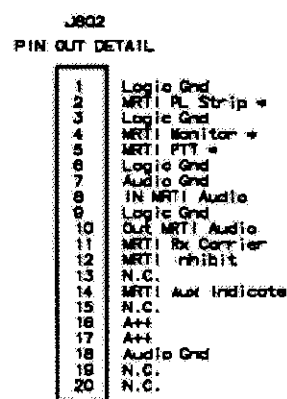 J802
PIN OUT DETAIL
1 Logic Gnd
2 MRTI PL Strip *
3 Logic Gnd
4 MRTI Monitor *
5 MRTI PTT *
6 Logic Gnd
7 Audio Gnd
8 IN MRTI Audio
9 Logic Gnd
10 Out MRTI Audio
11 MRTI Rx Carrier
12 MRTI Inhibit
13 N.C.
14 MRTI Aux Indicate
15 N.C.
16 A++
17 A++
18 Audio Gnd
19 N.C.
20 N.C.